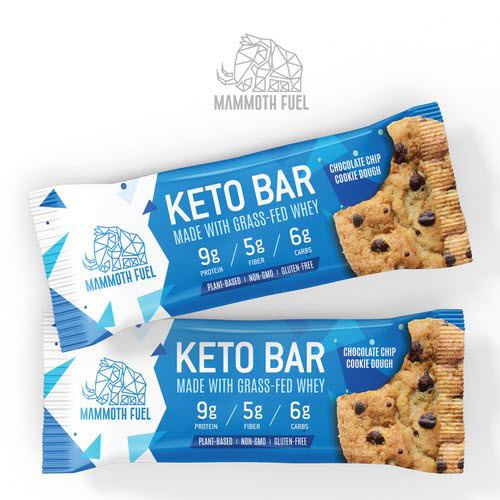 MAMMOTH FUEL
MAMMOTH FUEL
KETO BAR
MADE WITH GRASS-FED WHEY
9g PROTEIN / 5g FIBER / 6g CARBS
PLANT-BASED | NON-GMO | GLUTEN-FREE
CHOCOLATE CHIP
COOKIE DOUGH
MAMMOTH FUEL
KETO BAR
MADE WITH GRASS-FED WHEY
9g PROTEIN / 5g FIBER / 6g CARBS
PLANT-BASED | NON-GMO | GLUTEN-FREE
CHOCOLATE CHIP
COOKIE DOUGH